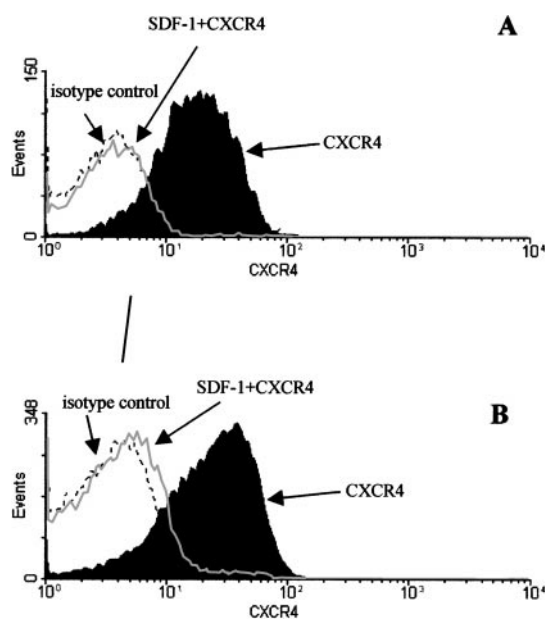 A
SDF-1+CXCR4
isotype control
CXCR4
150
Events
0
10⁰ 10¹ 10² 10³ 10⁴
CXCR4
B
SDF-1+CXCR4
isotype control
CXCR4
348
Events
0
10⁰ 10¹ 10² 10³ 10⁴
CXCR4